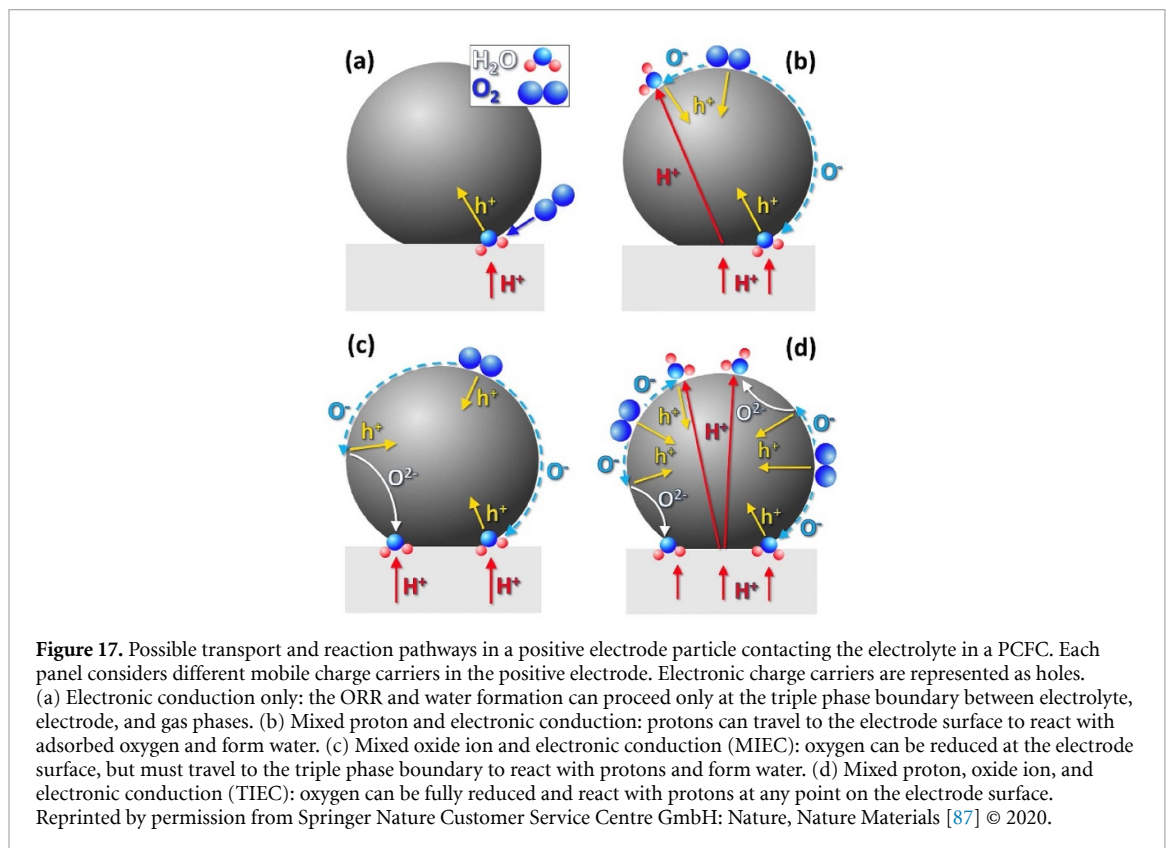 (a)
H₂O
O₂
h⁺
H⁺
(b)
O⁻
h⁺
H⁺
O⁻
h⁺
H⁺
(c)
O⁻
h⁺
h⁺
O²⁻
O⁻
h⁺
H⁺
H⁺
(d)
O⁻
h⁺
H⁺
O²⁻
O⁻
h⁺
h⁺
O⁻
O²⁻
h⁺
O⁻
H⁺
Figure 17. Possible transport and reaction pathways in a positive electrode particle contacting the electrolyte in a PCFC. Each
panel considers different mobile charge carriers in the positive electrode. Electronic charge carriers are represented as holes.
(a) Electronic conduction only: the ORR and water formation can proceed only at the triple phase boundary between electrolyte,
electrode, and gas phases. (b) Mixed proton and electronic conduction: protons can travel to the electrode surface to react with
adsorbed oxygen and form water. (c) Mixed oxide ion and electronic conduction (MIEC): oxygen can be reduced at the electrode
surface, but must travel to the triple phase boundary to react with protons and form water. (d) Mixed proton, oxide ion, and
electronic conduction (TIEC): oxygen can be fully reduced and react with protons at any point on the electrode surface.
Reprinted by permission from Springer Nature Customer Service Centre GmbH: Nature, Nature Materials [87] © 2020.